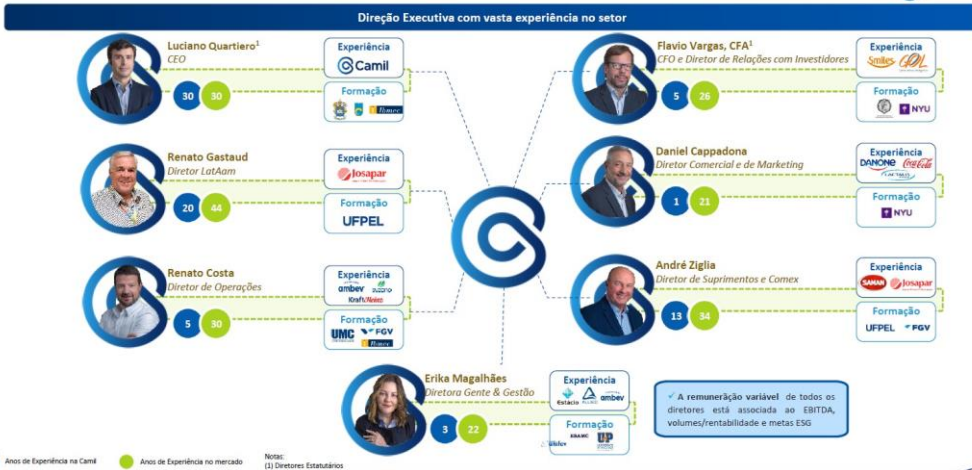 Direção Executiva com vasta experiência no setor
Luciano Quartiero¹
CEO
30 30
Experiência
Camil
Formação
Ibmec
Flavio Vargas, CFA¹
CFO e Diretor de Relações com Investidores
5 26
Experiência
Smiles GOL
Formação
NYU
Renato Gastaud
Diretor LatAam
20 44
Experiência
Josapar
Formação
UFPEL
Daniel Cappadona
Diretor Comercial e de Marketing
1 21
Experiência
DANONE Coca-Cola
LACTALIS
Formação
NYU
Renato Costa
Diretor de Operações
5 30
Experiência
ambev suzano
Kraft Heinz
Formação
UMC FGV
Ibmec
André Ziglia
Diretor de Suprimentos e Comex
13 34
Experiência
SAMAN Josapar
Formação
UFPEL FGV
Erika Magalhães
Diretora Gente & Gestão
3 22
Experiência
Estácio ambev
Formação
UP
✓ A remuneração variável de todos os
diretores está associada ao EBITDA,
volumes/rentabilidade e metas ESG
Anos de Experiência na Camil
Anos de Experiência no mercado
Notas:
(1) Diretores Estatutários